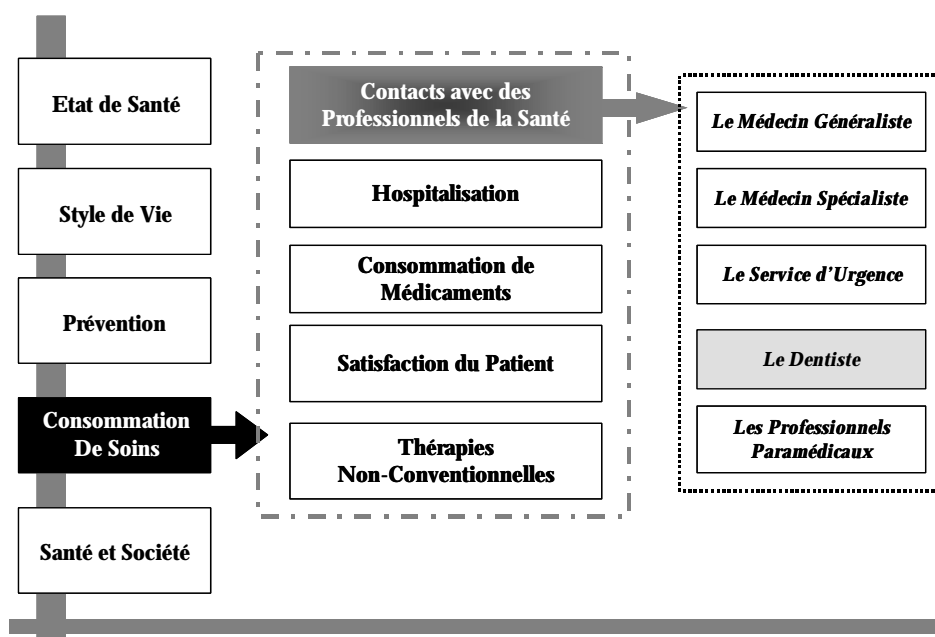 Etat de Santé
Style de Vie
Prévention
Consommation
De Soins
Santé et Société
Contacts avec des
Professionnels de la Santé
Hospitalisation
Consommation de
Médicaments
Satisfaction du Patient
Thérapies
Non-Conventionnelles
Le Médecin Généraliste
Le Médecin Spécialiste
Le Service d'Urgence
Le Dentiste
Les Professionnels
Paramédicaux